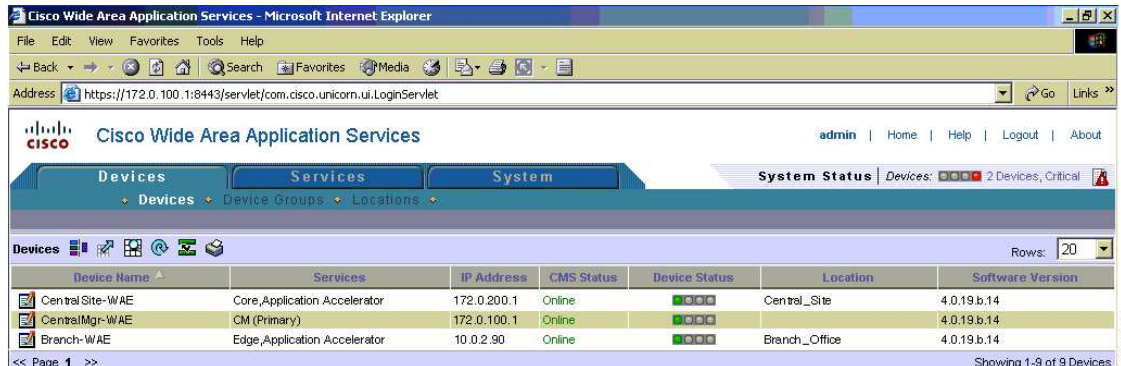 Cisco Wide Area Application Services - Microsoft Internet Explorer
File Edit View Favorites Tools Help
Back Search Favorites Media
Address https://172.0.100.1:8443/servlet/com.cisco.unicorn.ui.LoginServlet Go Links »
CISCO Cisco Wide Area Application Services admin | Home | Help | Logout | About
Devices Services System System Status | Devices: 2 Devices, Critical
Devices Device Groups Locations
Devices Rows: 20
Device Name Services IP Address CMS Status Device Status Location Software Version
Central Site-WAE Core,Application Accelerator 172.0.200.1 Online Central_Site 4.0.19.b.14
CentralMgr-WAE CM (Primary) 172.0.100.1 Online 4.0.19.b.14
Branch-WAE Edge,Application Accelerator 10.0.2.90 Online Branch_Office 4.0.19.b.14
<< Page 1 >> Showing 1-9 of 9 Devices